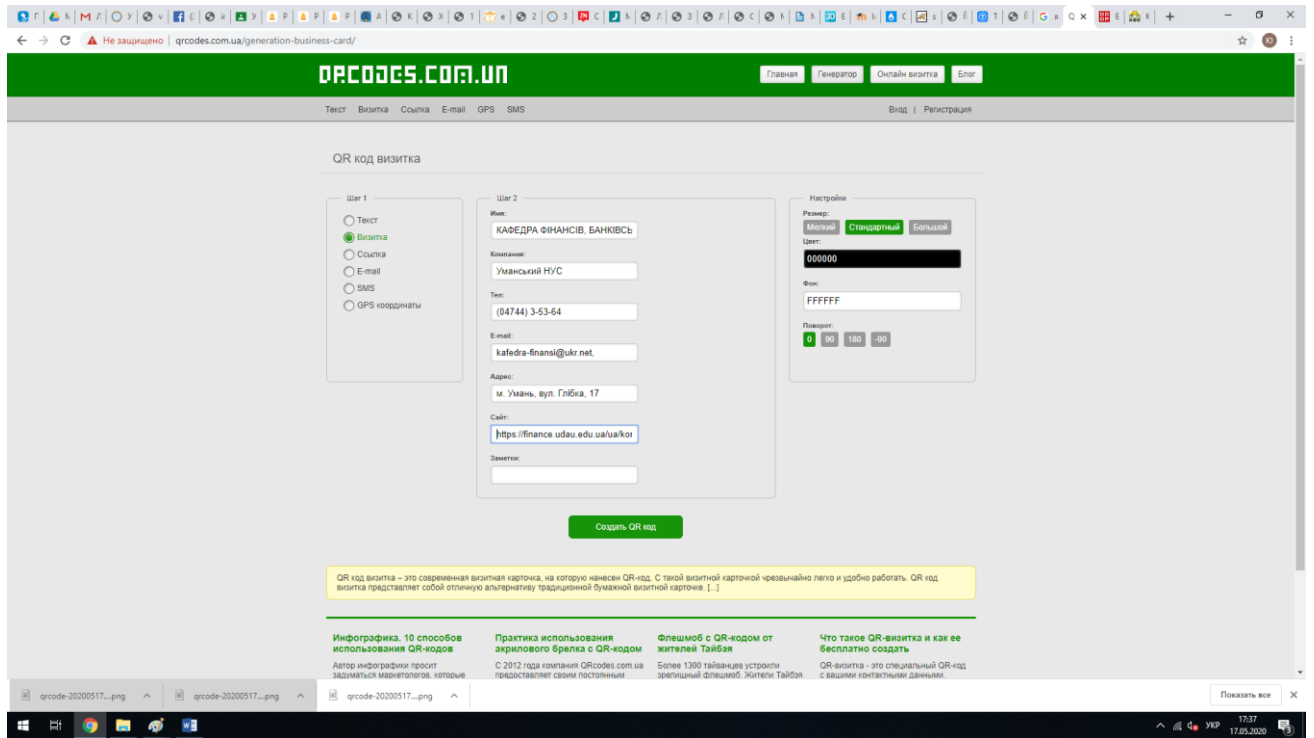 Не защищено | qrcodes.com.ua/generation-business-card/
QRCODES.COM.UA
Главная Генератор Онлайн визитка Блог
Текст Визитка Ссылка E-mail GPS SMS Вход | Регистрация
QR код визитка
Шаг 1
Текст
Визитка
Ссылка
E-mail
SMS
GPS координаты
Шаг 2
Имя:
КАФЕДРА ФІНАНСІВ, БАНКІВСЬ
Компания:
Уманський НУС
Тел:
(04744) 3-53-64
E-mail:
kafedra-finansi@ukr.net,
Адрес:
м. Умань, вул. Глібка, 17
Сайт:
https://finance.udau.edu.ua/ua/kor
Заметки:
Настройки
Размер:
Мелкий Стандартный Большой
Цвет:
000000
Фон:
FFFFFF
Поворот:
0 90 180 -90
Создать QR код
QR код визитка – это современная визитная карточка, на которую нанесен QR-код. С такой визитной карточкой чрезвычайно легко и удобно работать. QR код
визитка представляет собой отличную альтернативу традиционной бумажной визитной карточке. [...]
Инфографика. 10 способов
использования QR-кодов
Автор инфографики просит
задуматься маркетологов, которые
Практика использования
акрилового брелка с QR-кодом
С 2012 года компания QRcodes.com.ua
предоставляет своим постоянным
Флешмоб с QR-кодом от
жителей Тайбэя
Более 1300 тайванцев устроили
зрелищный флешмоб. Жители Тайбэя
Что такое QR-визитка и как ее
бесплатно создать
QR-визитка - это специальный QR-код
с вашими контактными данными.
qrcode-20200517....png qrcode-20200517....png qrcode-20200517....png Показать все
УКР 17:37
17.05.2020